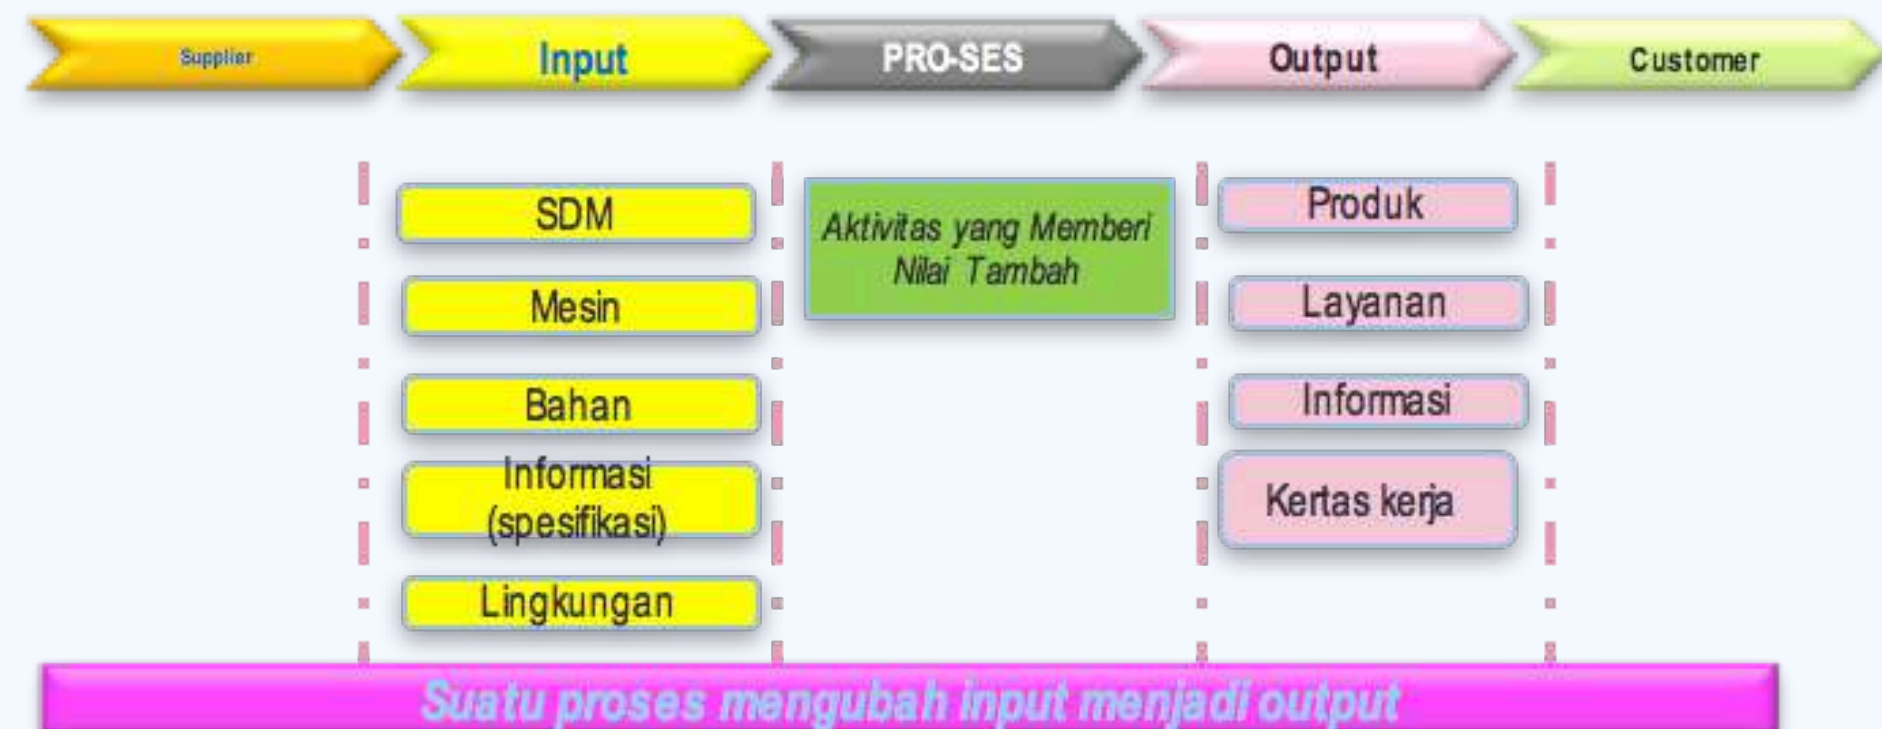 Supplier
Input
PRO-SES
Output
Customer
SDM
Mesin
Bahan
Informasi
(spesifikasi)
Lingkungan
Aktivitas yang Memberi
Nilai Tambah
Produk
Layanan
Informasi
Kertas kerja
Suatu proses mengubah input menjadi output